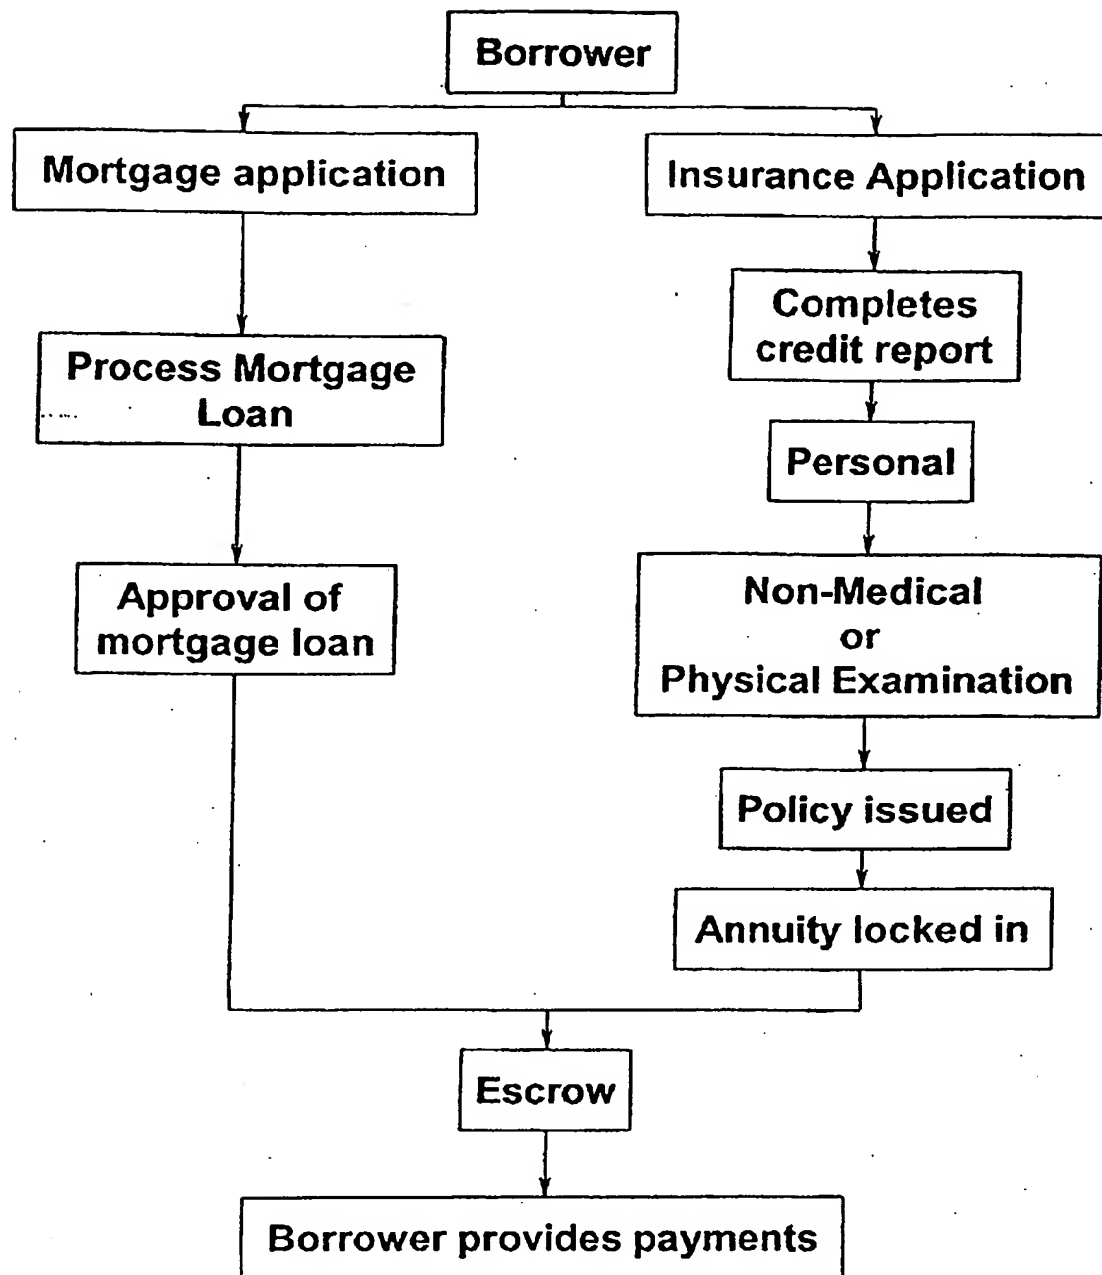 Borrower
Mortgage application
Insurance Application
Completes
credit report
Process Mortgage
Loan
Personal
Approval of
mortgage loan
Non-Medical
or
Physical Examination
Policy issued
Annuity locked in
Escrow
Borrower provides payments